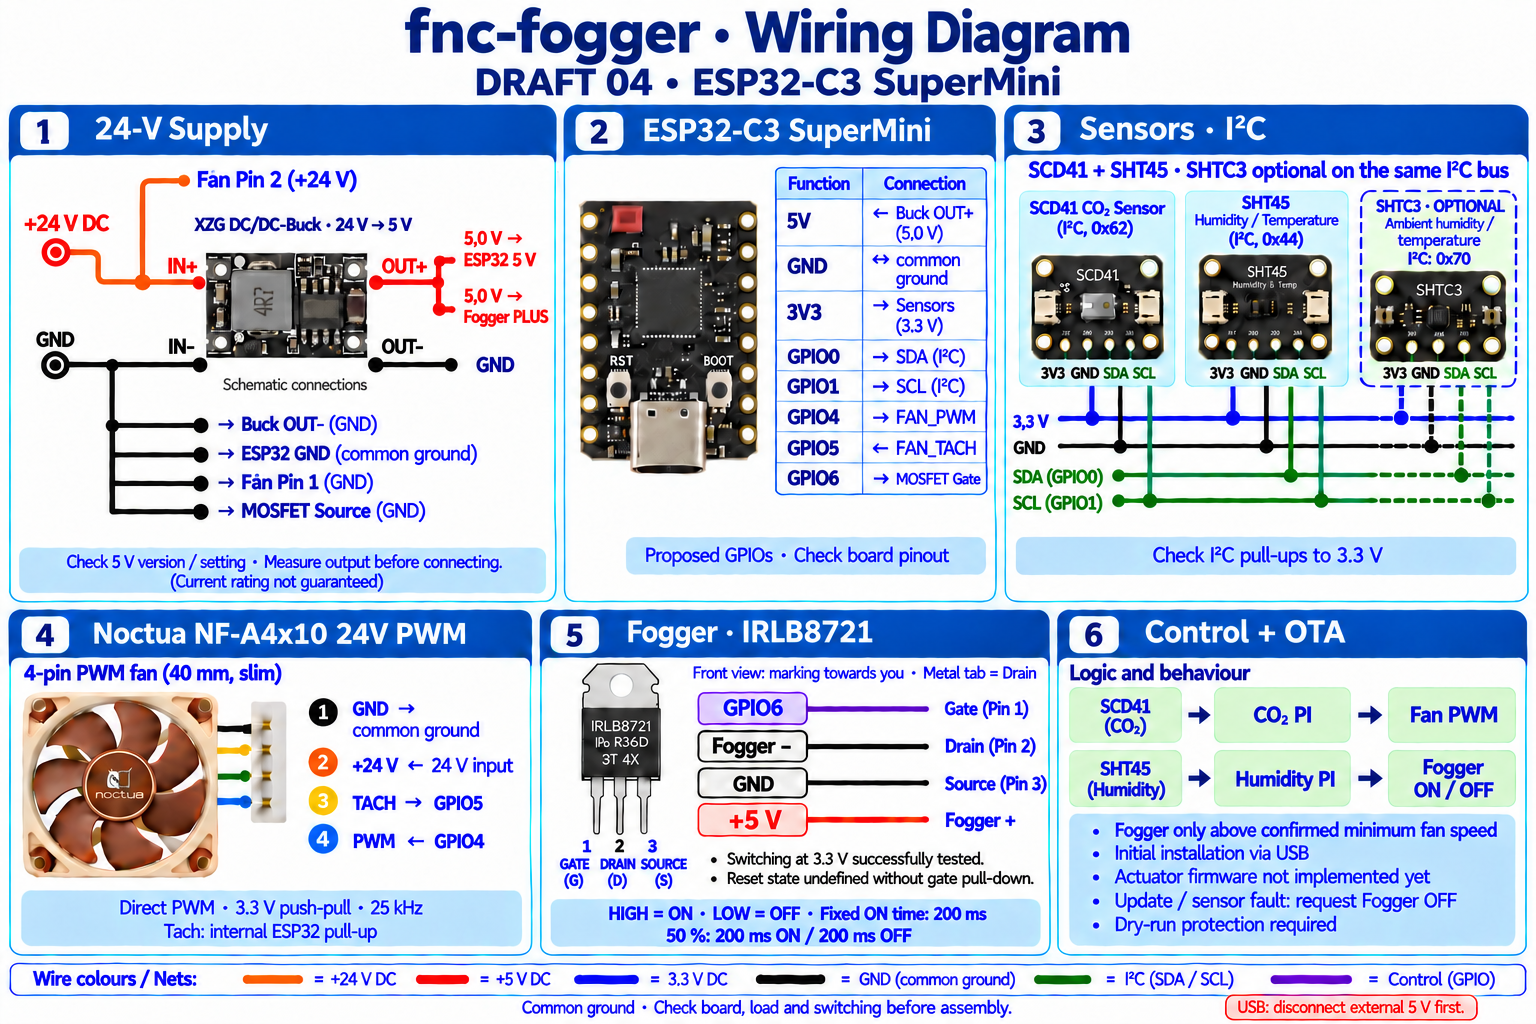 fnc-fogger · Wiring Diagram
DRAFT 04 • ESP32-C3 SuperMini
1 24-V Supply
Fan Pin 2 (+24 V)
+24 V DC
XZG DC/DC-Buck · 24 V → 5 V
5,0 V →
ESP32 5 V
IN+
OUT+
4R7
5,0 V →
Fogger PLUS
GND
IN–
OUT–
GND
Schematic connections
→ Buck OUT– (GND)
→ ESP32 GND (common ground)
→ Fan Pin 1 (GND)
→ MOSFET Source (GND)
Check 5 V version / setting • Measure output before connecting.
(Current rating not guaranteed)
2 ESP32-C3 SuperMini
RST
BOOT
Function Connection
5V ← Buck OUT+
(5,0 V)
GND ↔ common
ground
3V3 → Sensors
(3.3 V)
GPIO0 → SDA (I²C)
GPIO1 → SCL (I²C)
GPIO4 → FAN_PWM
GPIO5 ← FAN_TACH
GPIO6 → MOSFET Gate
Proposed GPIOs • Check board pinout
3 Sensors · I²C
SCD41 + SHT45 · SHTC3 optional on the same I²C bus
SCD41 CO₂ Sensor
(I²C, 0x62)
SCD41
3V3 GND SDA SCL
SHT45
Humidity / Temperature
(I²C, 0x44)
SHT45
Humidity & Temp
3V3 GND SDA SCL
SHTC3 · OPTIONAL
Ambient humidity /
temperature
I²C: 0x70
SHTC3
3V3 GND SDA SCL
3,3 V
GND
SDA (GPIO0)
SCL (GPIO1)
Check I²C pull-ups to 3.3 V
4 Noctua NF-A4x10 24V PWM
4-pin PWM fan (40 mm, slim)
noctua
1 GND →
common ground
2 +24 V ← 24 V input
3 TACH → GPIO5
4 PWM ← GPIO4
Direct PWM • 3.3 V push-pull • 25 kHz
Tach: internal ESP32 pull-up
5 Fogger · IRLB8721
Front view: marking towards you • Metal tab = Drain
IRLB8721
IPo R36D
3T 4X
1 2 3
GATE DRAIN SOURCE
(G) (D) (S)
GPIO6 Gate (Pin 1)
Fogger – Drain (Pin 2)
GND Source (Pin 3)
+5 V Fogger +
• Switching at 3.3 V successfully tested.
• Reset state undefined without gate pull-down.
HIGH = ON · LOW = OFF · Fixed ON time: 200 ms
50 %: 200 ms ON / 200 ms OFF
6 Control + OTA
Logic and behaviour
SCD41
(CO₂)
→ CO₂ PI → Fan PWM
SHT45
(Humidity)
→ Humidity PI → Fogger
ON / OFF
• Fogger only above confirmed minimum fan speed
• Initial installation via USB
• Actuator firmware not implemented yet
• Update / sensor fault: request Fogger OFF
• Dry-run protection required
Wire colours / Nets: = +24 V DC = +5 V DC = 3.3 V DC = GND (common ground) = I²C (SDA / SCL) = Control (GPIO)
Common ground • Check board, load and switching before assembly.
USB: disconnect external 5 V first.